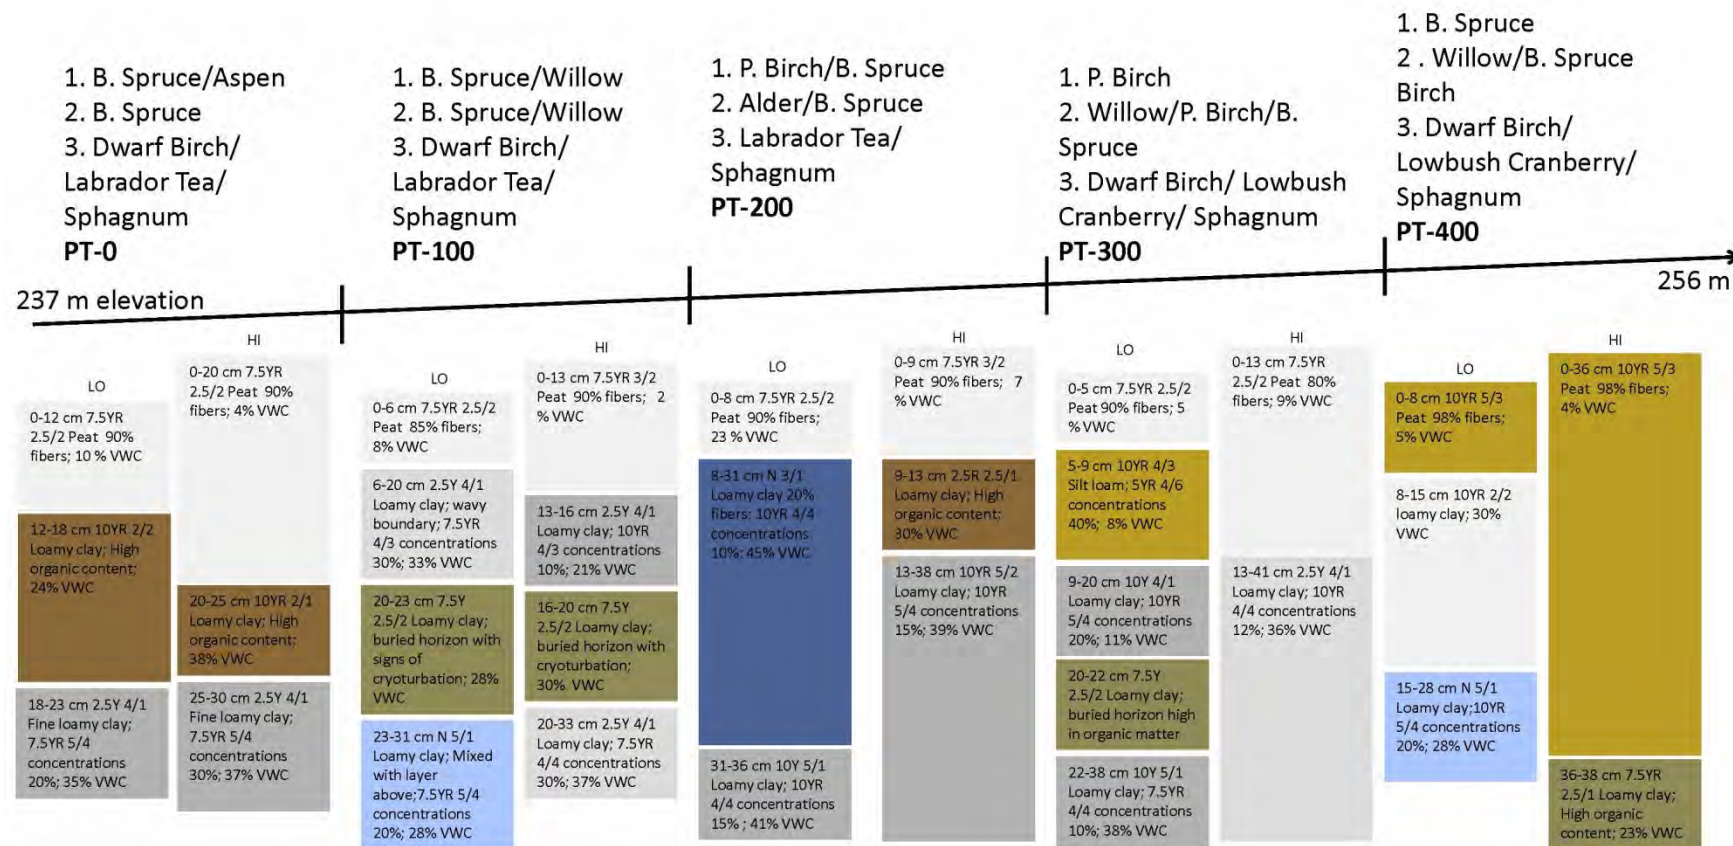 1. B. Spruce/Aspen
2. B. Spruce
3. Dwarf Birch/
Labrador Tea/
Sphagnum
PT-0
1. B. Spruce/Willow
2. B. Spruce/Willow
3. Dwarf Birch/
Labrador Tea/
Sphagnum
PT-100
1. P. Birch/B. Spruce
2. Alder/B. Spruce
3. Labrador Tea/
Sphagnum
PT-200
1. P. Birch
2. Willow/P. Birch/B.
Spruce
3. Dwarf Birch/ Lowbush
Cranberry/ Sphagnum
PT-300
1. B. Spruce
2 . Willow/B. Spruce
Birch
3. Dwarf Birch/
Lowbush Cranberry/
Sphagnum
PT-400
237 m elevation
256 m
LO
0-12 cm 7.5YR
2.5/2 Peat 90%
fibers; 10 % VWC
12-18 cm 10YR 2/2
Loamy clay; High
organic content;
24% VWC
18-23 cm 2.5Y 4/1
Fine loamy clay;
7.5YR 5/4
concentrations
20%; 35% VWC
HI
0-20 cm 7.5YR
2.5/2 Peat 90%
fibers; 4% VWC
20-25 cm 10YR 2/1
Loamy clay; High
organic content;
38% VWC
25-30 cm 2.5Y 4/1
Fine loamy clay;
7.5YR 5/4
concentrations
30%; 37% VWC
LO
0-6 cm 7.5YR 2.5/2
Peat 85% fibers;
8% VWC
6-20 cm 2.5Y 4/1
Loamy clay; wavy
boundary; 7.5YR
4/3 concentrations
30%; 33% VWC
20-23 cm 7.5Y
2.5/2 Loamy clay;
buried horizon with
signs of
cryoturbation; 28%
VWC
23-31 cm N 5/1
Loamy clay; Mixed
with layer
above;7.5YR 5/4
concentrations
20%; 28% VWC
HI
0-13 cm 7.5YR 3/2
Peat 90% fibers; 2
% VWC
13-16 cm 2.5Y 4/1
Loamy clay; 10YR
4/3 concentrations
10%; 21% VWC
16-20 cm 7.5Y
2.5/2 Loamy clay;
buried horizon with
cryoturbation;
30% VWC
20-33 cm 2.5Y 4/1
Loamy clay; 7.5YR
4/4 concentrations
30%; 37% VWC
LO
0-8 cm 7.5YR 2.5/2
Peat 90% fibers;
23 % VWC
8-31 cm N 3/1
Loamy clay 20%
fibers; 10YR 4/4
concentrations
10%; 45% VWC
31-36 cm 10Y 5/1
Loamy clay; 10YR
4/4 concentrations
15% ; 41% VWC
HI
0-9 cm 7.5YR 3/2
Peat 90% fibers; 7
% VWC
9-13 cm 2.5R 2.5/1
Loamy clay; High
organic content;
30% VWC
13-38 cm 10YR 5/2
Loamy clay; 10YR
5/4 concentrations
15%; 39% VWC
LO
0-5 cm 7.5YR 2.5/2
Peat 90% fibers; 5
% VWC
5-9 cm 10YR 4/3
Silt loam; 5YR 4/6
concentrations
40%; 8% VWC
9-20 cm 10Y 4/1
Loamy clay; 10YR
5/4 concentrations
20%; 11% VWC
20-22 cm 7.5Y
2.5/2 Loamy clay;
buried horizon high
in organic matter
22-38 cm 10Y 5/1
Loamy clay; 7.5YR
4/4 concentrations
10%; 38% VWC
HI
0-13 cm 7.5YR
2.5/2 Peat 80%
fibers; 9% VWC
13-41 cm 2.5Y 4/1
Loamy clay; 10YR
4/4 concentrations
12%; 36% VWC
LO
0-8 cm 10YR 5/3
Peat 98% fibers;
5% VWC
8-15 cm 10YR 2/2
loamy clay; 30%
VWC
15-28 cm N 5/1
Loamy clay;10YR
5/4 concentrations
20%; 28% VWC
HI
0-36 cm 10YR 5/3
Peat 98% fibers;
4% VWC
36-38 cm 7.5YR
2.5/1 Loamy clay;
High organic
content; 23% VWC